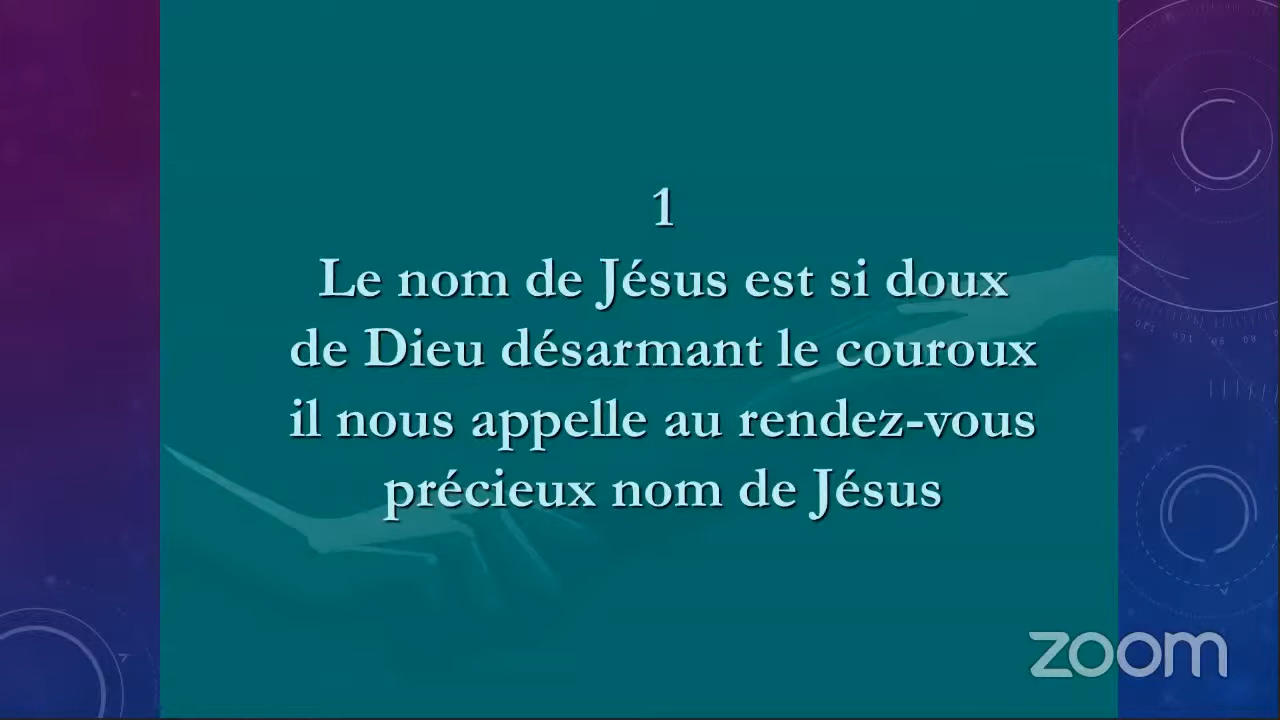 1
Le nom de Jésus est si doux
de Dieu désarmant le couroux
il nous appelle au rendez-vous
précieux nom de Jésus
zoom